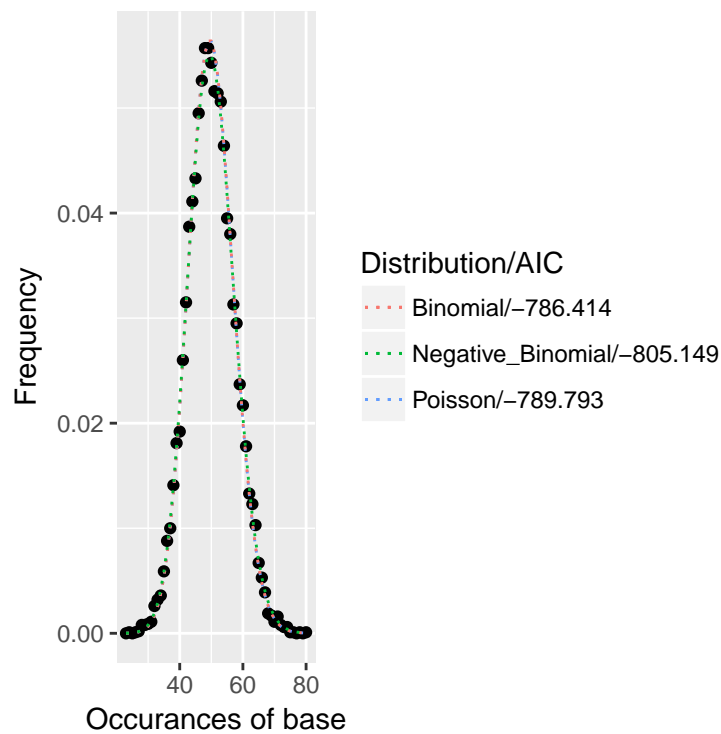 0.04
0.02
0.00
Frequency
40 60 80
Occurances of base
Distribution/AIC
Binomial/−786.414
Negative_Binomial/−805.149
Poisson/−789.793